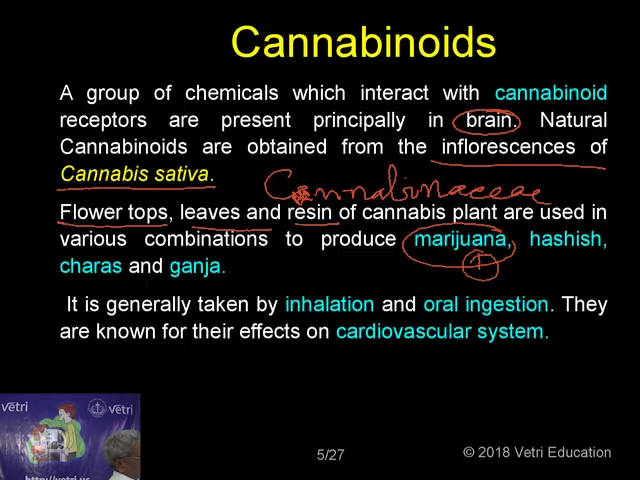 Cannabinoids
A group of chemicals which interact with cannabinoid
receptors are present principally in brain. Natural
Cannabinoids are obtained from the inflorescences of
Cannabis sativa.
Cannabinaceae
Flower tops, leaves and resin of cannabis plant are used in
various combinations to produce marijuana, hashish,
charas and ganja.
It is generally taken by inhalation and oral ingestion. They
are known for their effects on cardiovascular system.
Vetri
Vetri
http://vetri.us
5/27
© 2018 Vetri Education